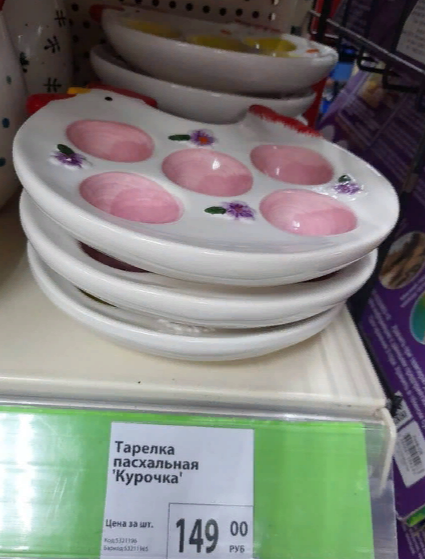 Тарелка
пасхальная
'Курочка'
Цена за шт.
149 00
РУБ